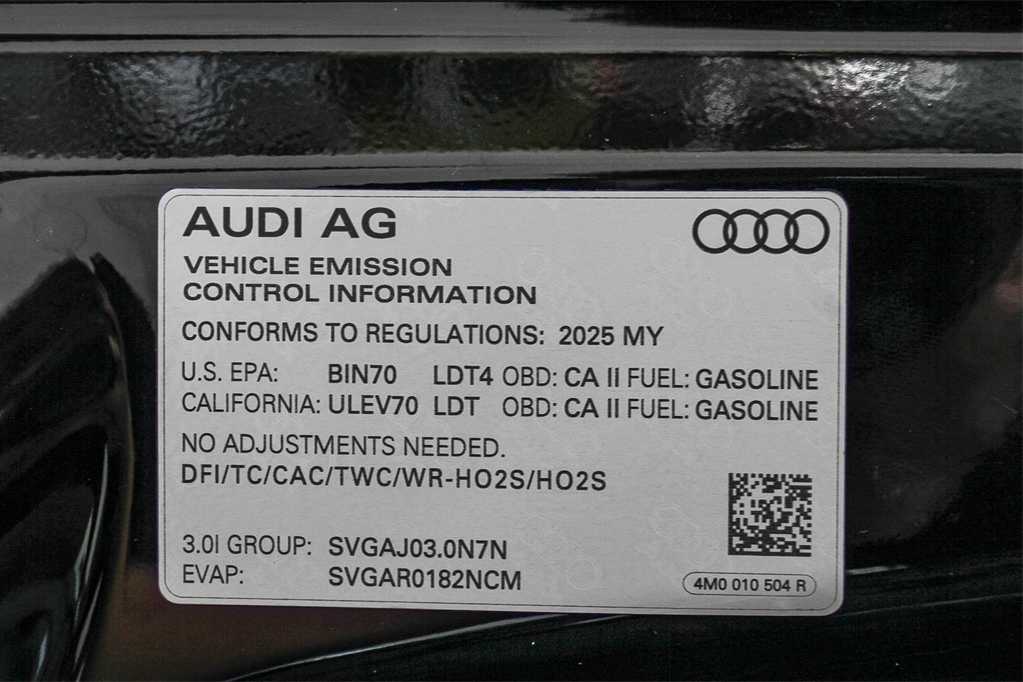 AUDI AG
VEHICLE EMISSION
CONTROL INFORMATION
CONFORMS TO REGULATIONS: 2025 MY
U.S. EPA: BIN70 LDT4 OBD: CA II FUEL: GASOLINE
CALIFORNIA: ULEV70 LDT OBD: CA II FUEL: GASOLINE
NO ADJUSTMENTS NEEDED.
DFI/TC/CAC/TWC/WR-HO2S/HO2S
3.0l GROUP: SVGAJ03.0N7N
EVAP: SVGAR0182NCM
4M0 010 504 R